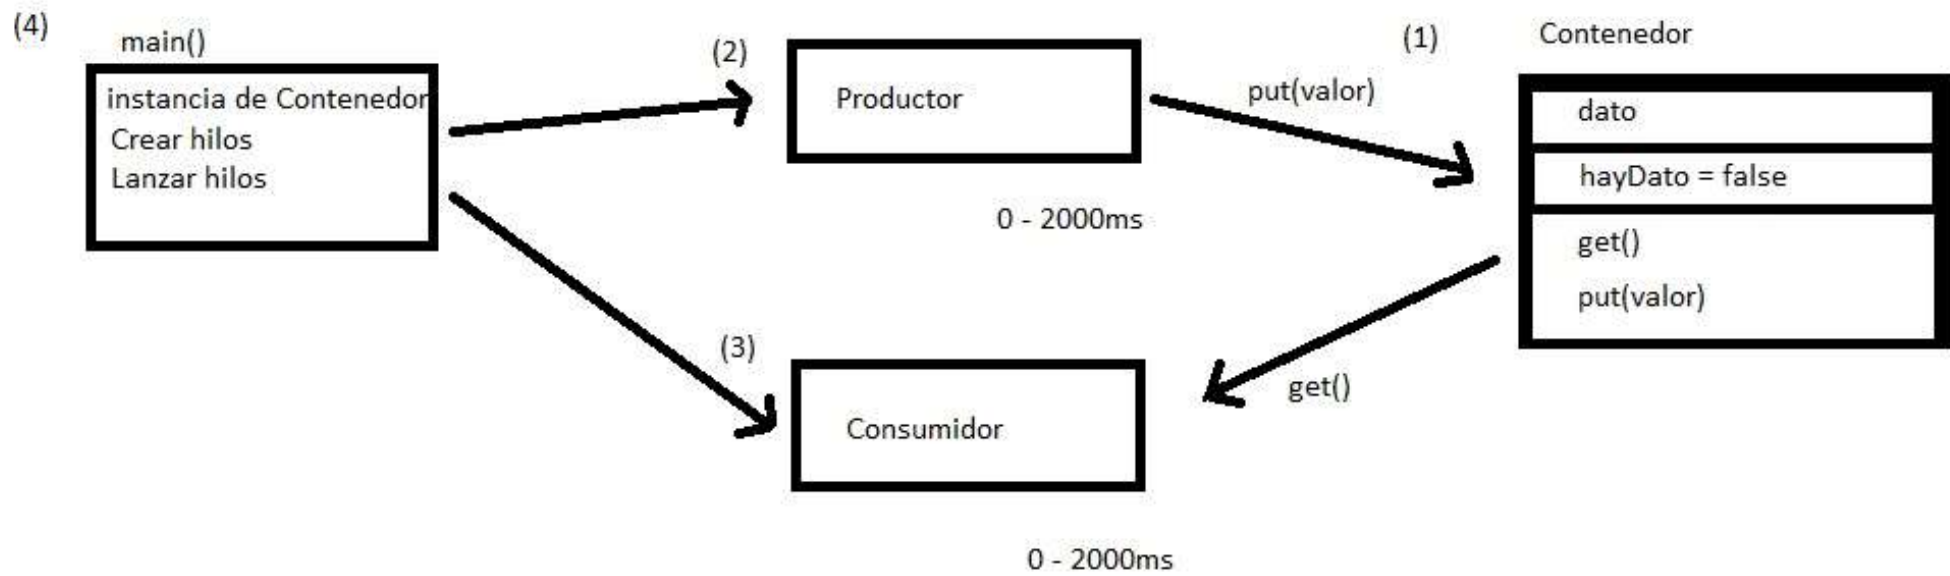 (4)
main()
instancia de Contenedor
Crear hilos
Lanzar hilos
(2)
Productor
0 - 2000ms
put(valor)
(1)
Contenedor
dato
hayDato = false
get()
put(valor)
(3)
Consumidor
get()
0 - 2000ms